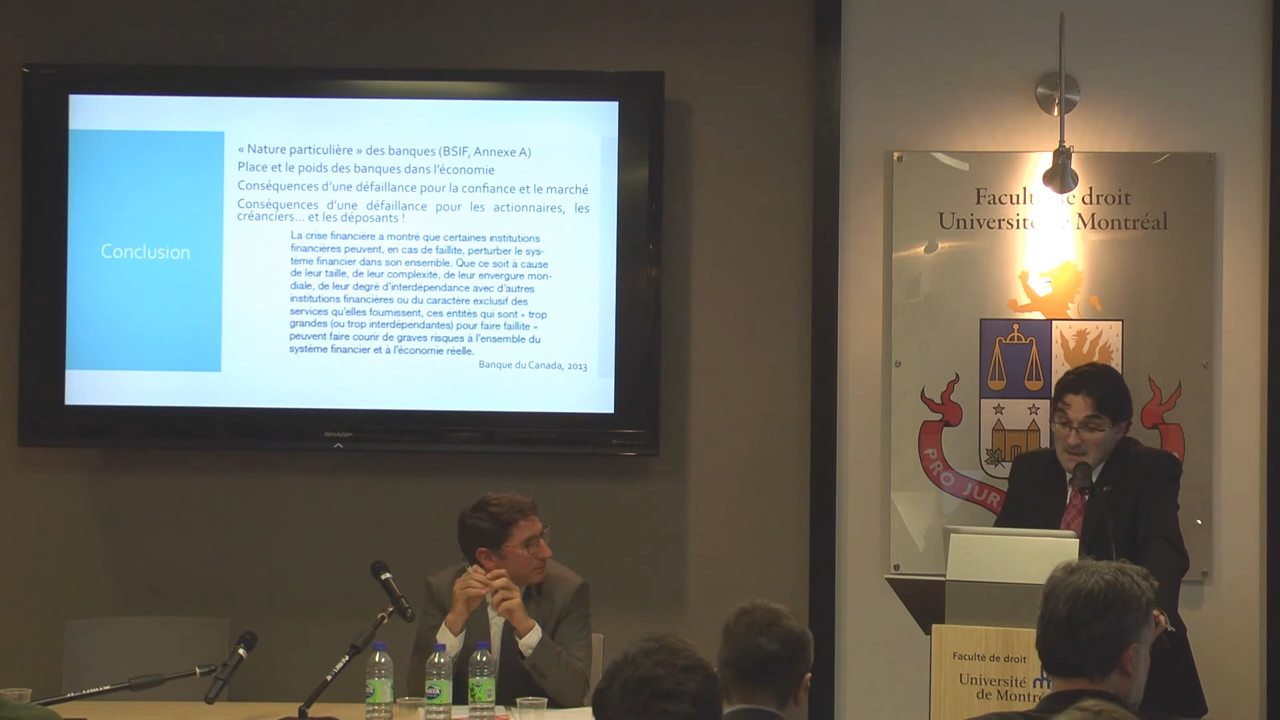 « Nature particulière » des banques (BSIF, Annexe A)
Place et le poids des banques dans l'économie
Conséquences d'une défaillance pour la confiance et le marché
Conséquences d'une défaillance pour les actionnaires, les
créanciers... et les déposants !
Conclusion
La crise financière a montré que certaines institutions
financières peuvent, en cas de faillite, perturber le sys-
tème financier dans son ensemble. Que ce soit à cause
de leur taille, de leur complexité, de leur envergure mon-
diale, de leur degré d'interdépendance avec d'autres
institutions financières ou du caractère exclusif des
services qu'elles fournissent, ces entités qui sont « trop
grandes (ou trop interdépendantes) pour faire faillite »
peuvent faire courir de graves risques à l'ensemble du
système financier et à l'économie réelle.
Banque du Canada, 2013
SHARP
Faculté de droit
Université de Montréal
PRO JUR
Faculté de droit
Université
de Montré